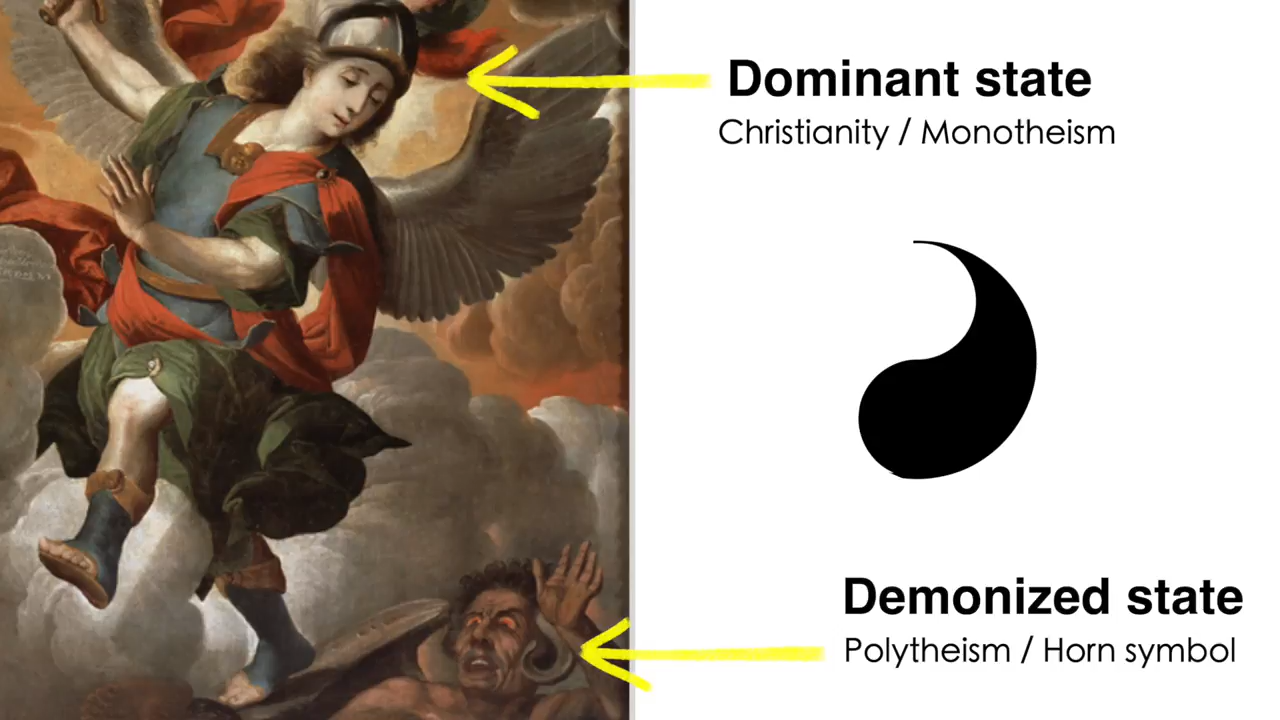 Dominant state
Christianity / Monotheism
Demonized state
Polytheism / Horn symbol